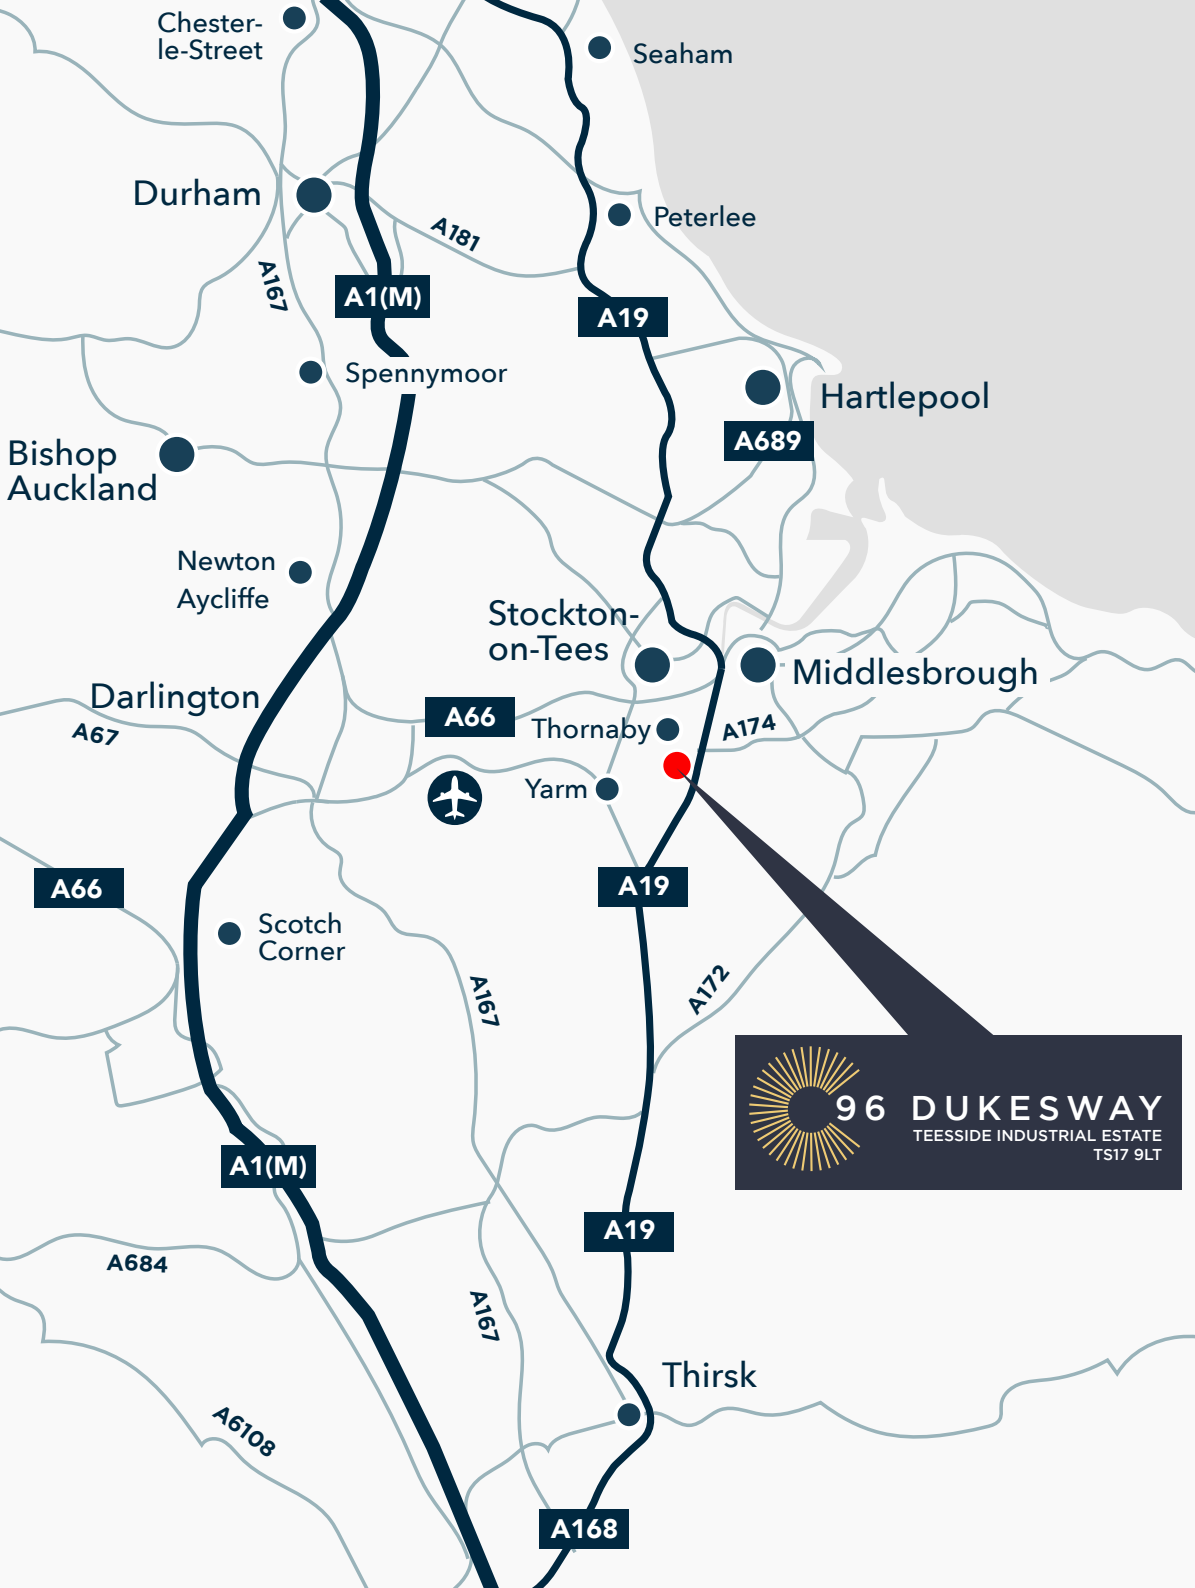 Chester-
le-Street
Seaham
Durham
Peterlee
A181
A167
A1(M)
A19
Spennymoor
Hartlepool
A689
Bishop
Auckland
Newton
Aycliffe
Stockton-
on-Tees
Middlesbrough
Darlington
A67
A66
Thornaby
A174
Yarm
A66
A19
Scotch
Corner
A167
A172
96 DUKESWAY
TEESSIDE INDUSTRIAL ESTATE
TS17 9LT
A1(M)
A19
A684
A167
Thirsk
A6108
A168